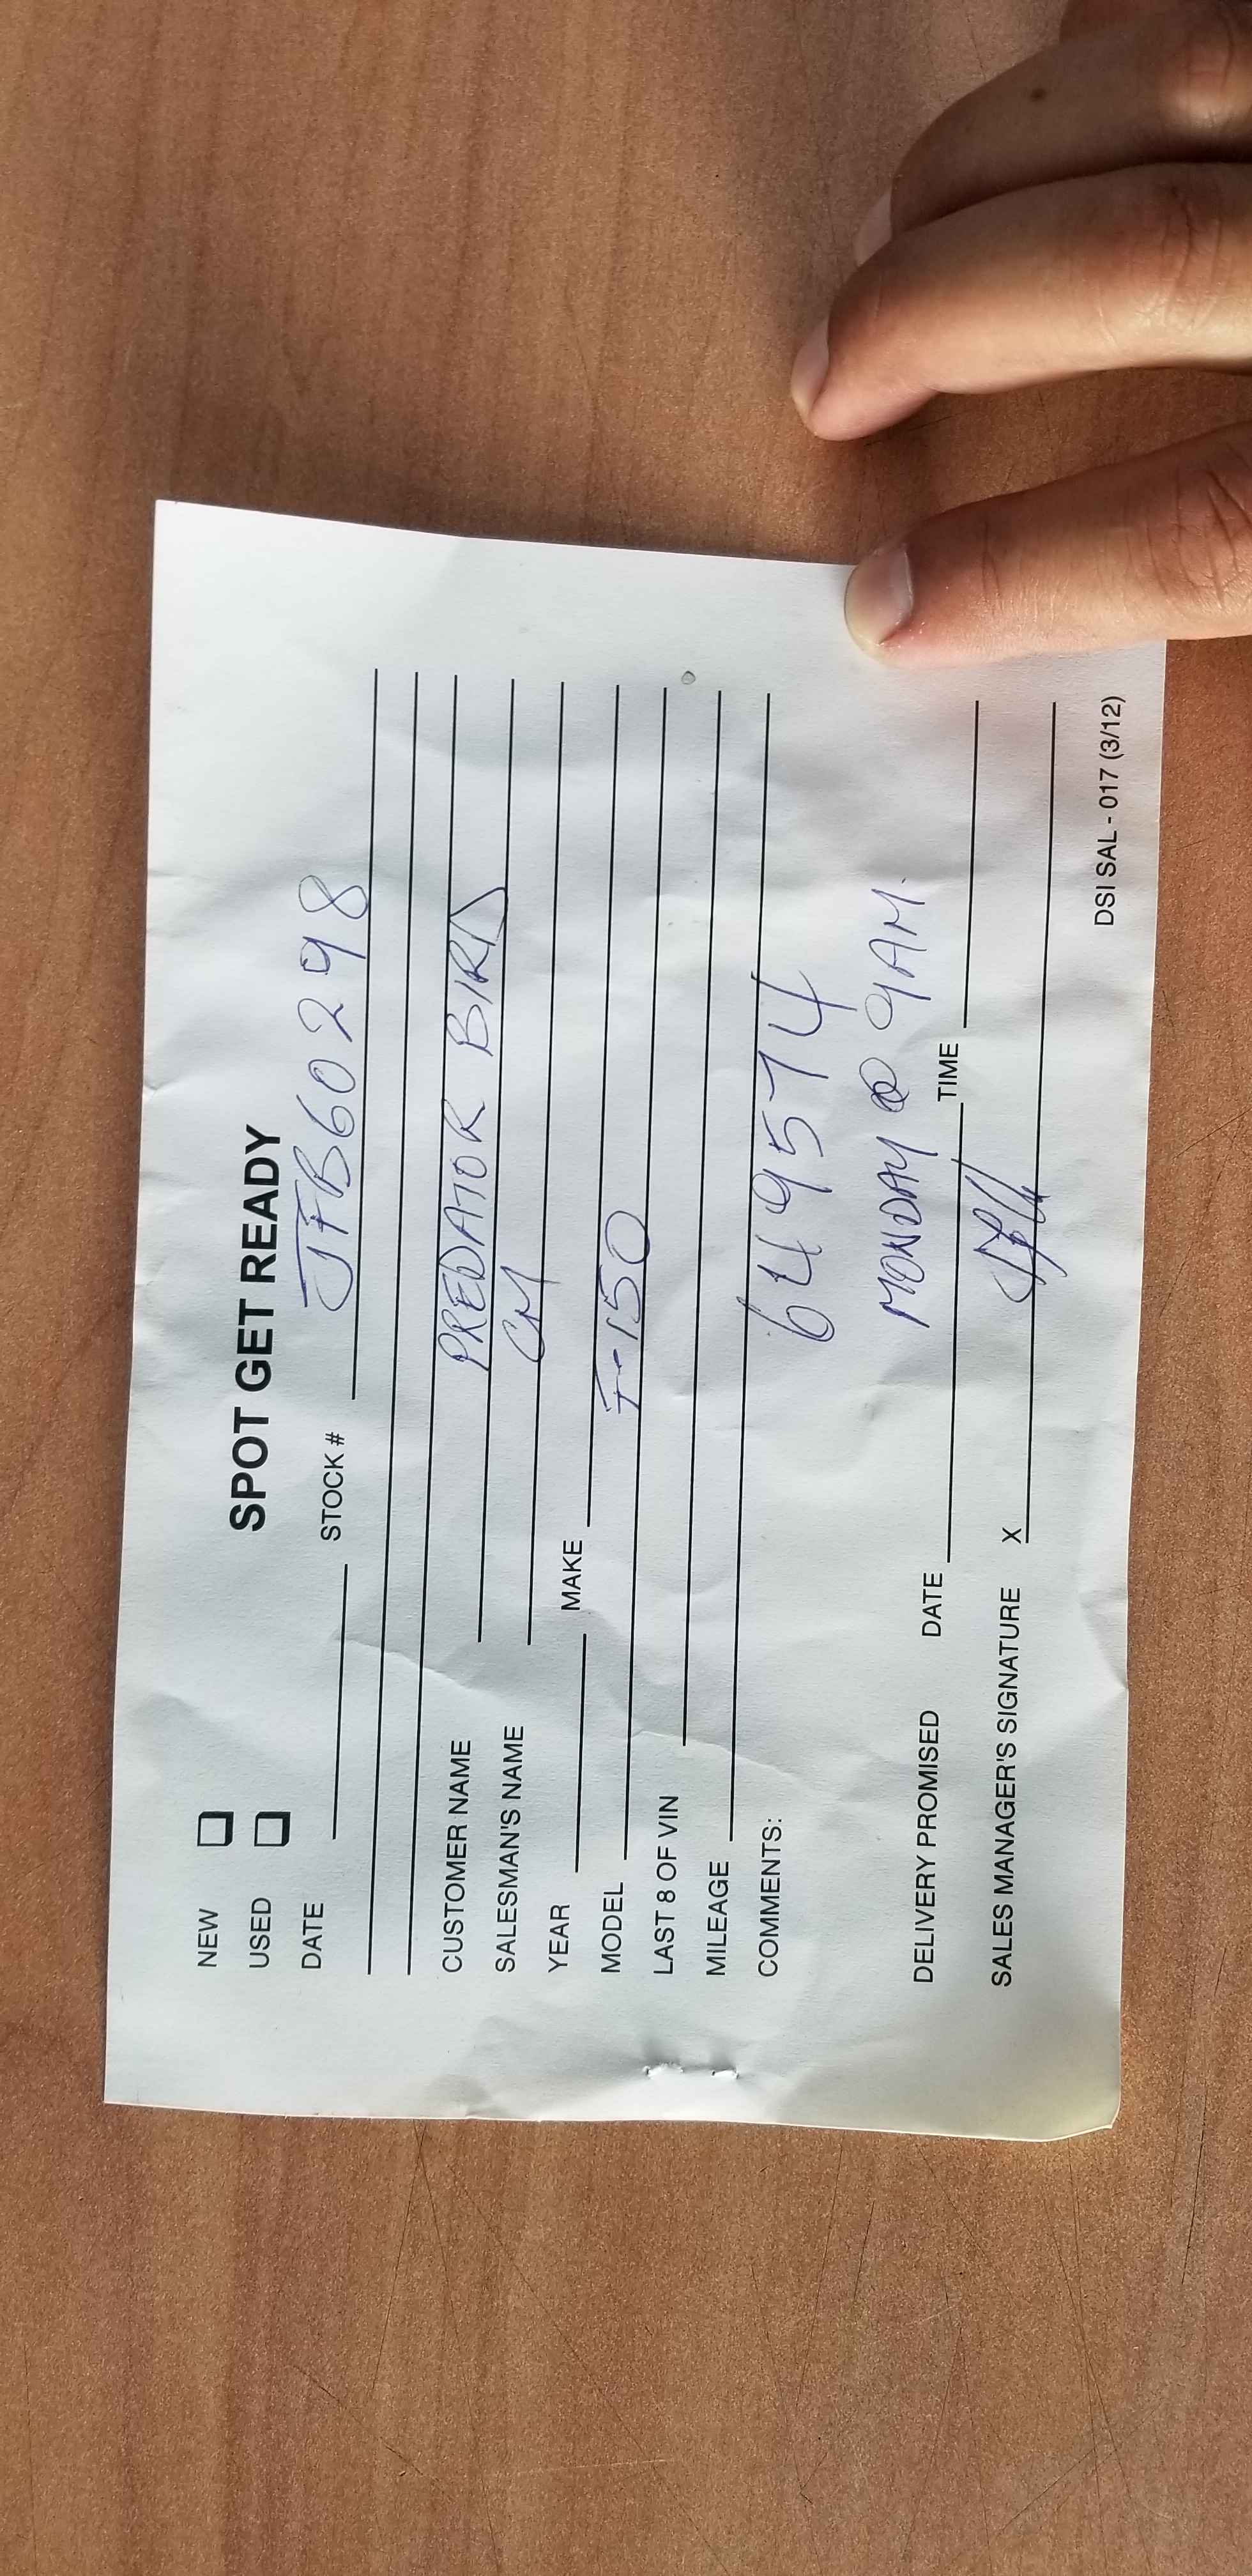 SPOT GET READY
NEW
USED
DATE STOCK # JFB60298
CUSTOMER NAME PREDATOR BIRD
SALESMAN'S NAME CM
YEAR MAKE
MODEL F-150
LAST 8 OF VIN
MILEAGE
COMMENTS: 649574
MONDAY @ 9AM.
DELIVERY PROMISED DATE TIME
SALES MANAGER'S SIGNATURE X
DSI SAL - 017 (3/12)